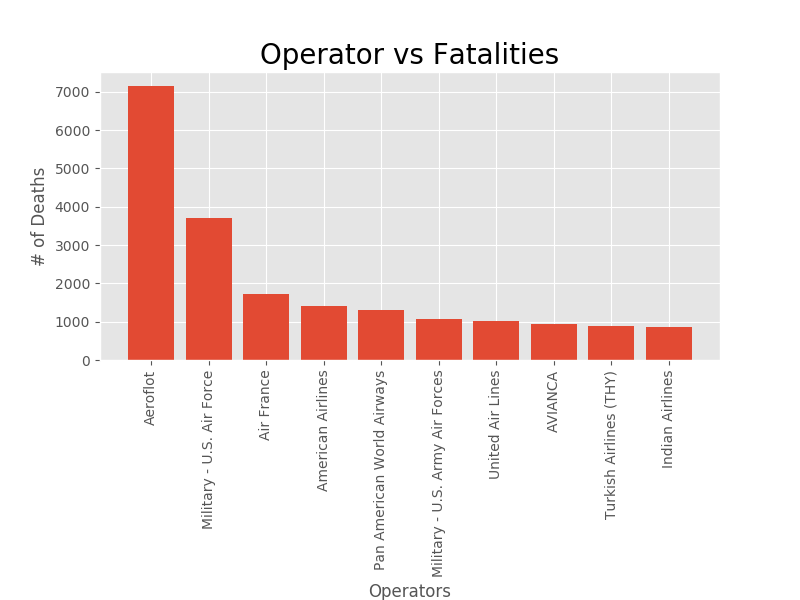 Operator vs Fatalities
# of Deaths
7000
6000
5000
4000
3000
2000
1000
0
Aeroflot
Military - U.S. Air Force
Air France
American Airlines
Pan American World Airways
Military - U.S. Army Air Forces
United Air Lines
AVIANCA
Turkish Airlines (THY)
Indian Airlines
Operators